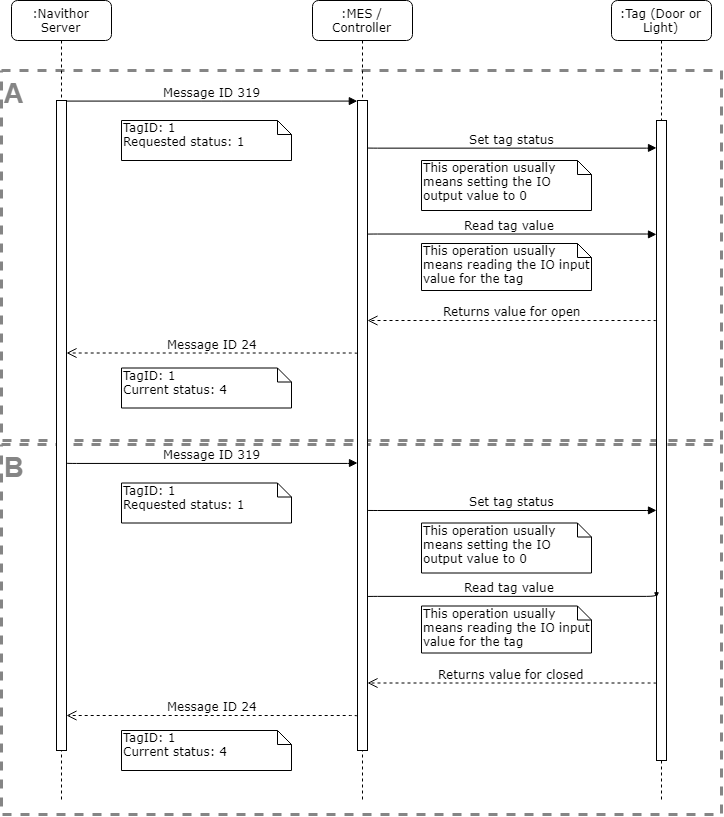 :Navithor
Server
:MES /
Controller
:Tag (Door or
Light)
A
Message ID 319
TagID: 1
Requested status: 1
Set tag status
This operation usually
means setting the IO
output value to 0
Read tag value
This operation usually
means reading the IO input
value for the tag
Returns value for open
Message ID 24
TagID: 1
Current status: 4
B
Message ID 319
TagID: 1
Requested status: 1
Set tag status
This operation usually
means setting the IO
output value to 0
Read tag value
This operation usually
means reading the IO input
value for the tag
Returns value for closed
Message ID 24
TagID: 1
Current status: 4